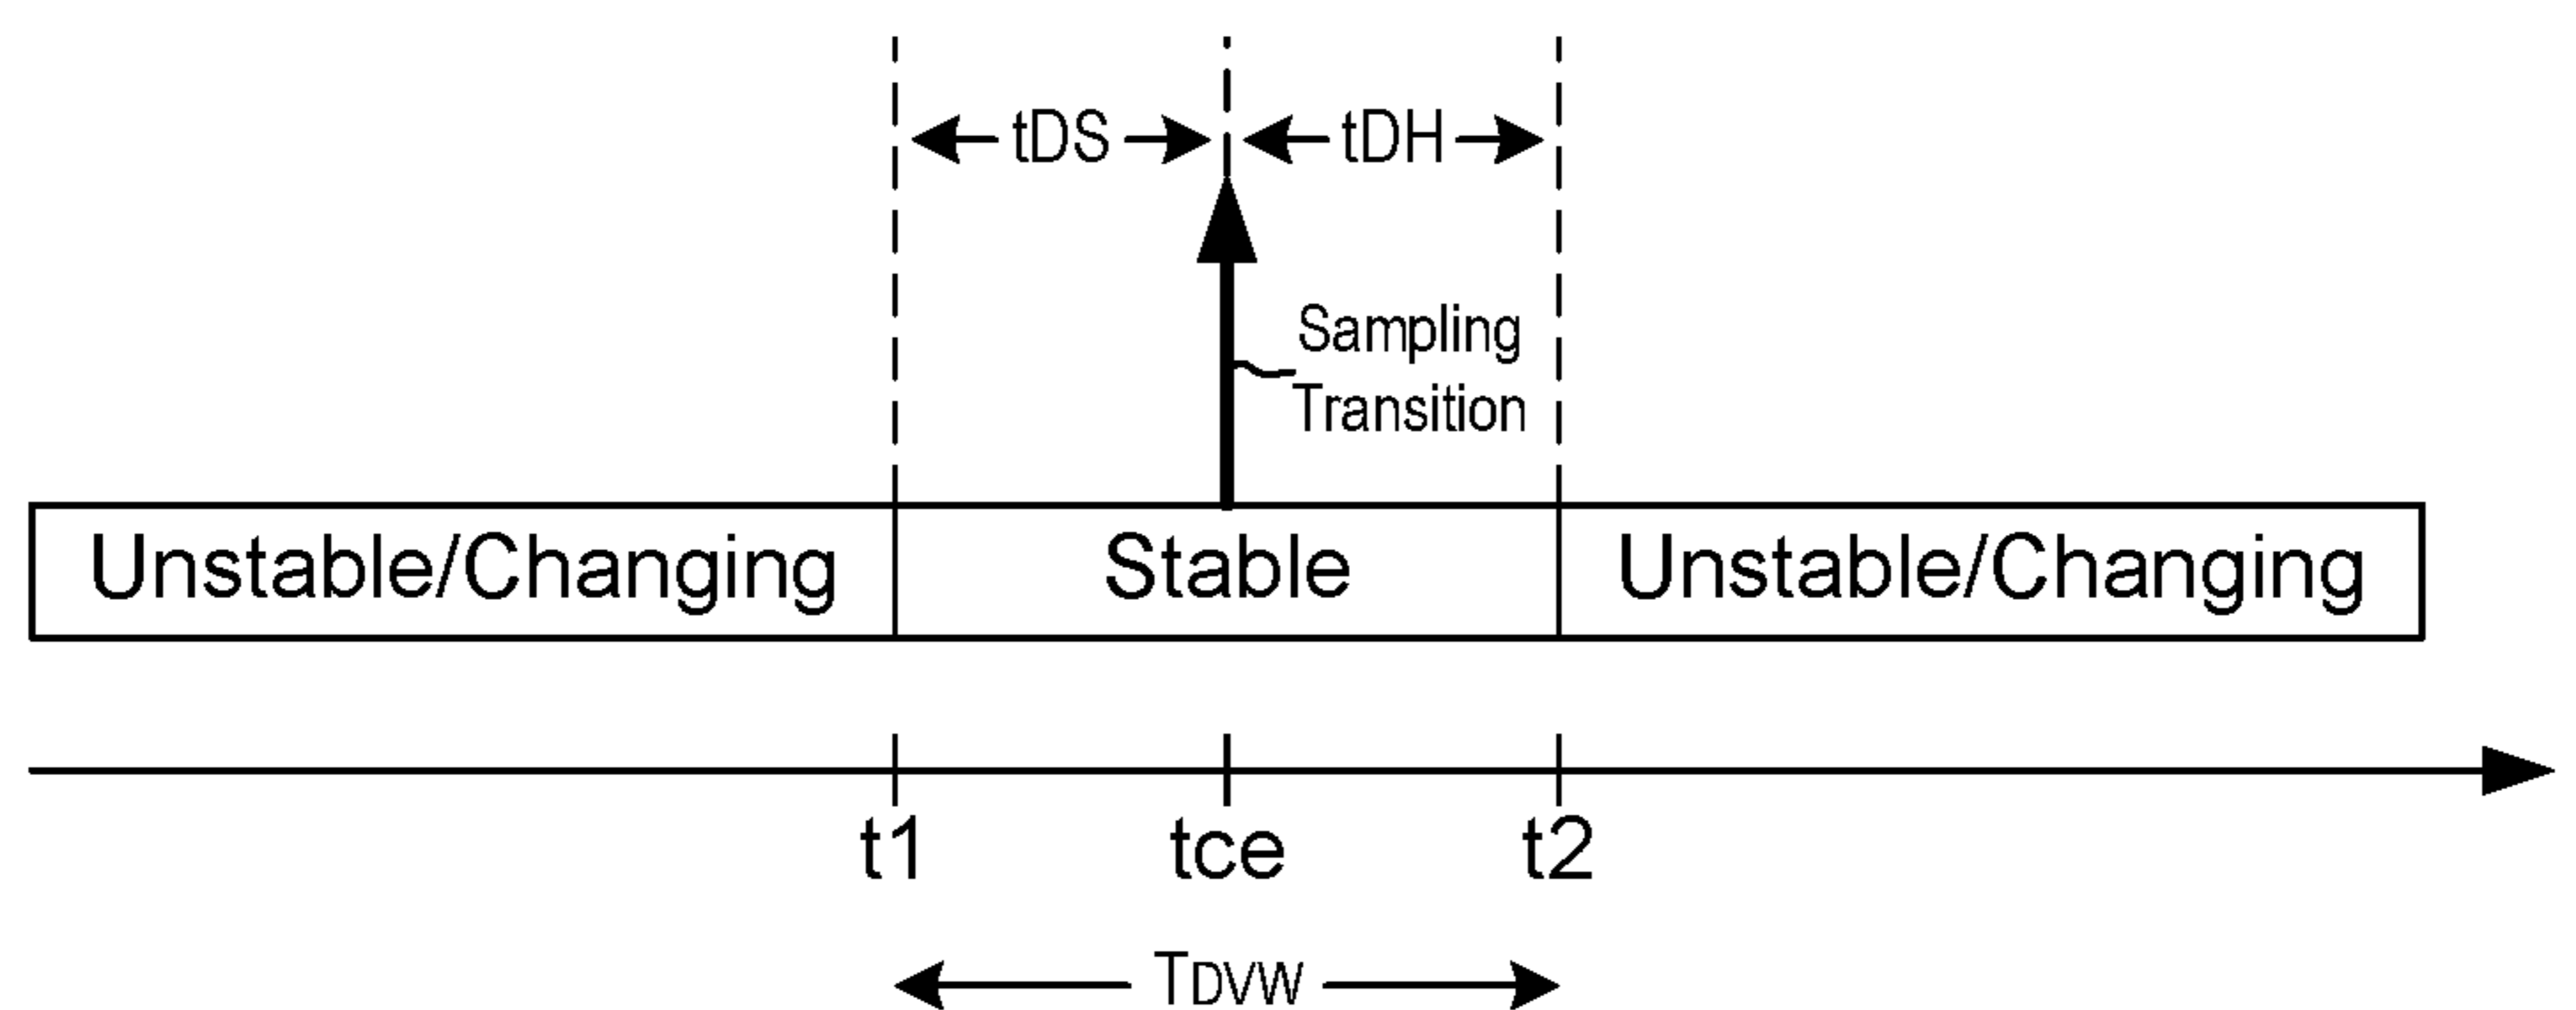 tDS
tDH
Sampling
Transition
Unstable/Changing
Stable
Unstable/Changing
t1
tce
t2
TDVW